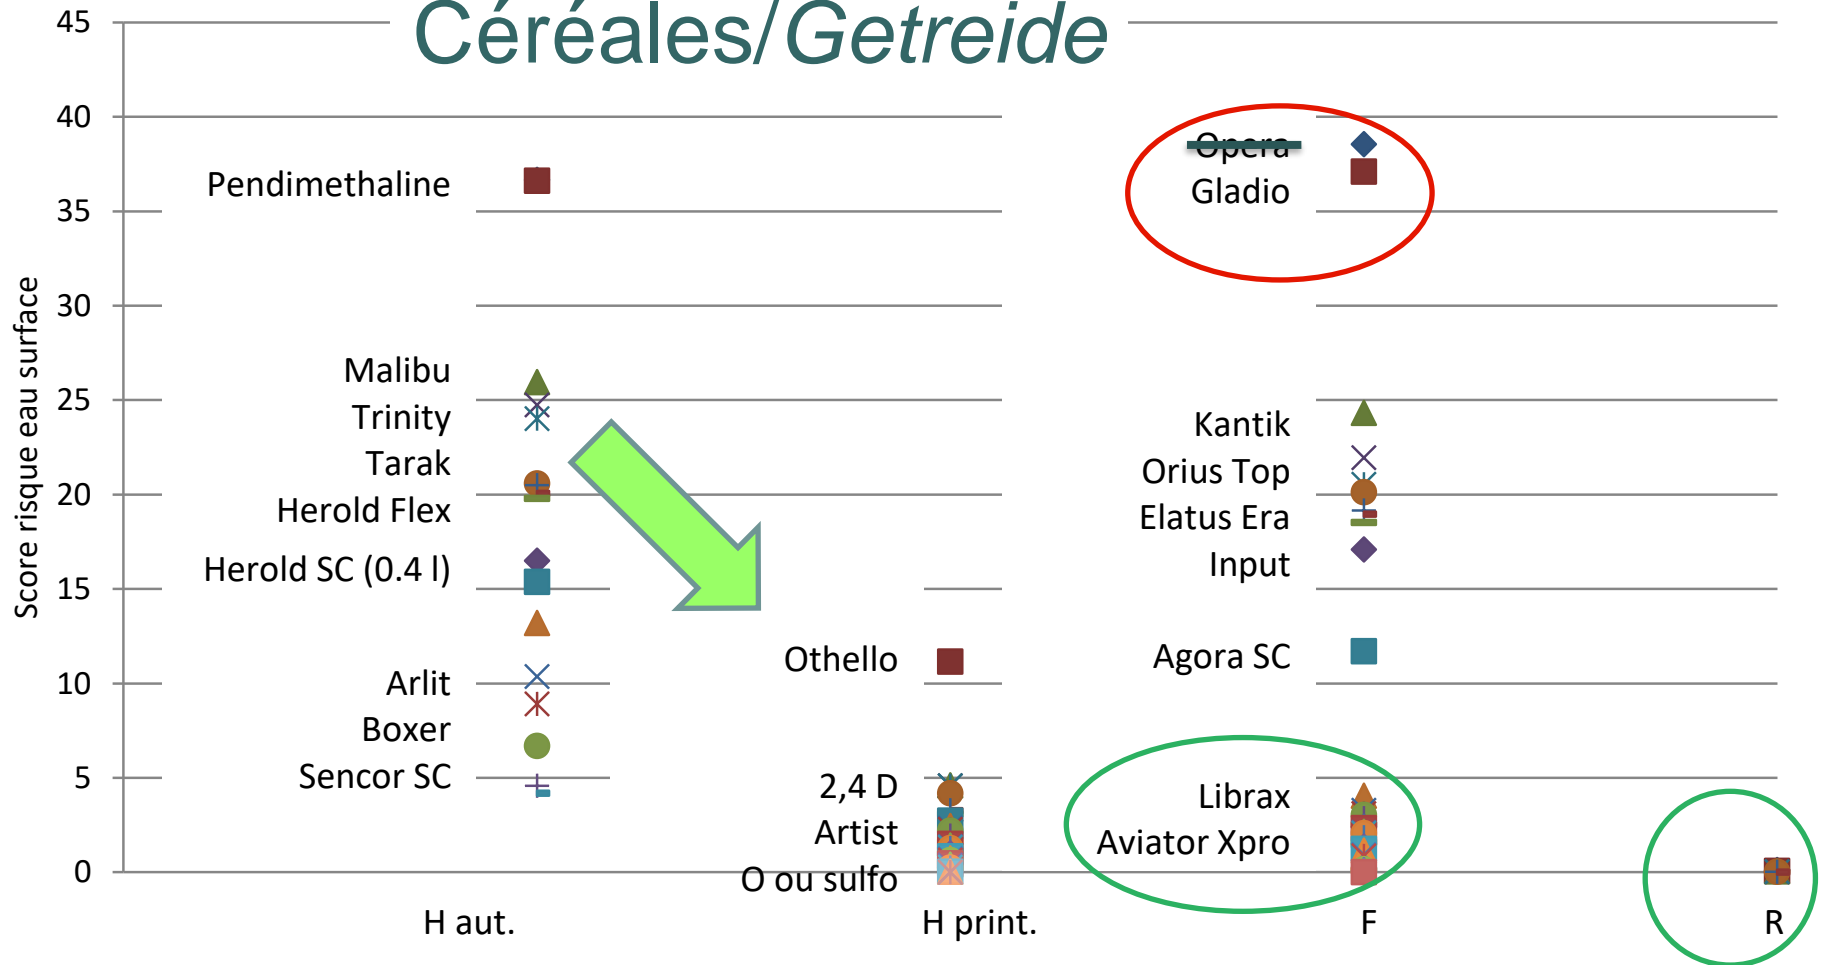 Céréales/Getreide
Score risque eau surface
45
40
35
30
25
20
15
10
5
0
Pendimethaline
Malibu
Trinity
Tarak
Herold Flex
Herold SC (0.4 l)
Arlit
Boxer
Sencor SC
Othello
2,4 D
Artist
O ou sulfo
Opera
Gladio
Kantik
Orius Top
Elatus Era
Input
Agora SC
Librax
Aviator Xpro
H aut.
H print.
F
R